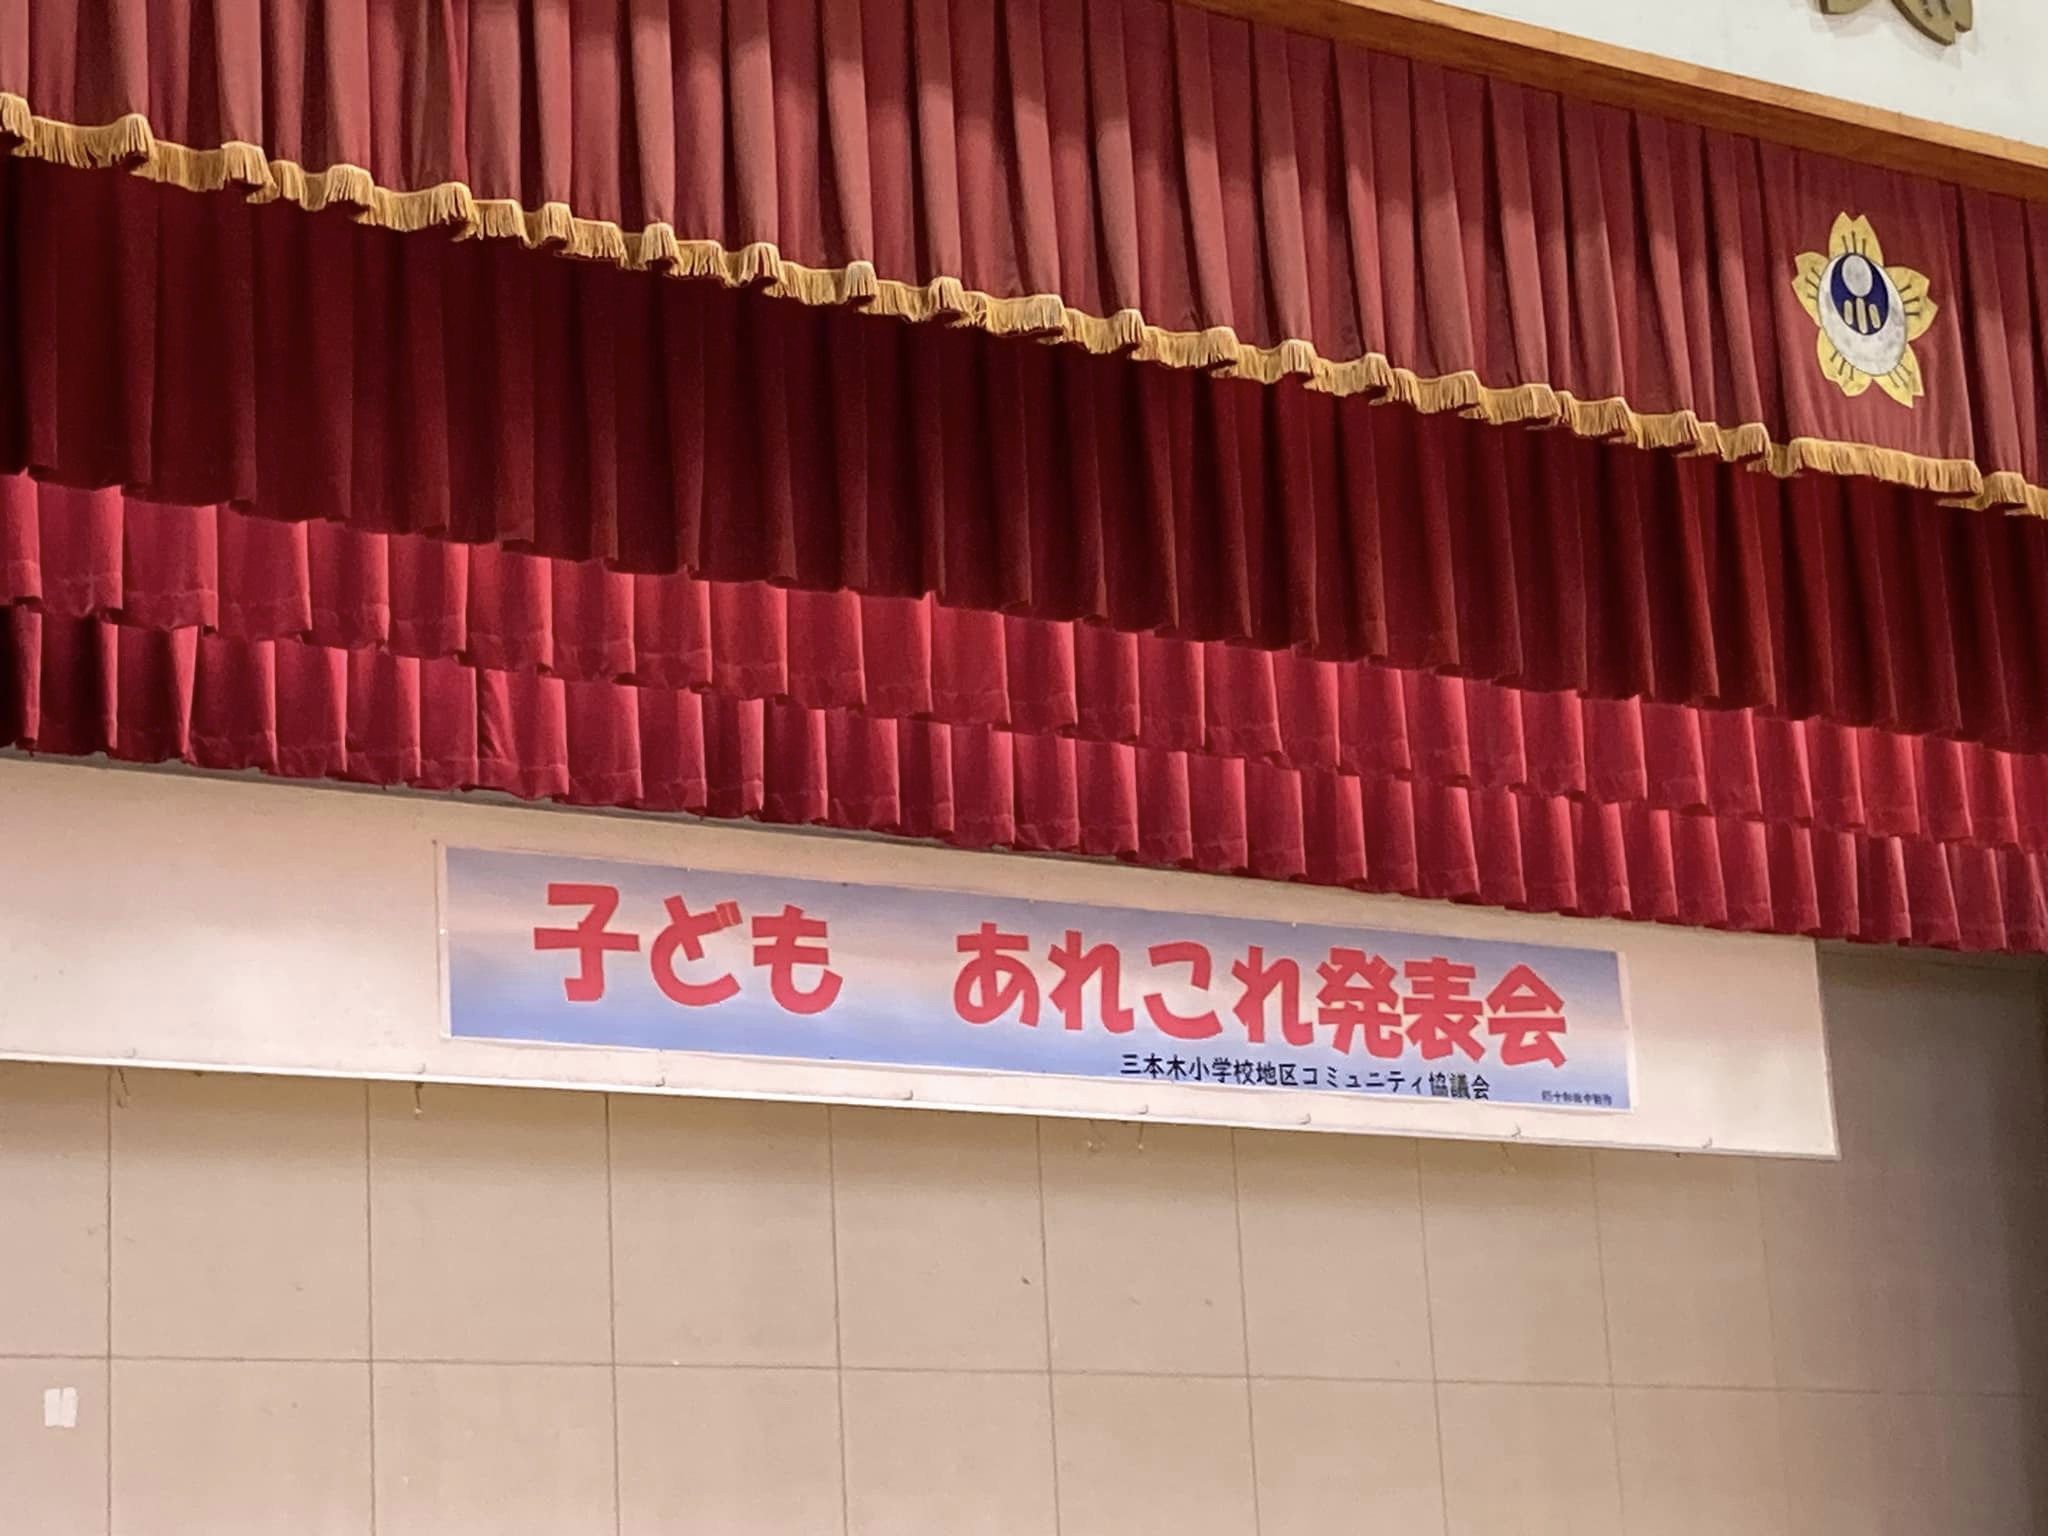 子ども　あれこれ発表会
三本木小学校地区コミュニティ協議会